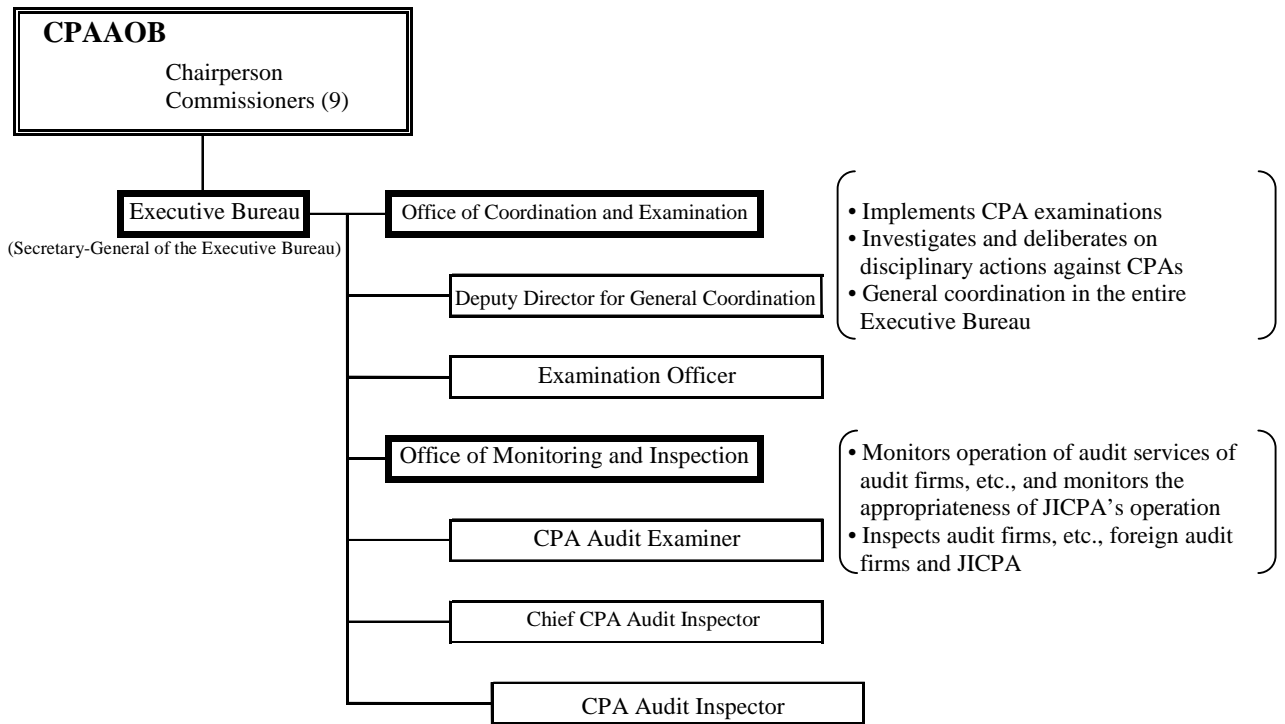 CPAAOB
Chairperson
Commissioners (9)
Executive Bureau
(Secretary-General of the Executive Bureau)
Office of Coordination and Examination
• Implements CPA examinations
• Investigates and deliberates on
disciplinary actions against CPAs
• General coordination in the entire
Executive Bureau
Deputy Director for General Coordination
Examination Officer
Office of Monitoring and Inspection
• Monitors operation of audit services of
audit firms, etc., and monitors the
appropriateness of JICPA’s operation
• Inspects audit firms, etc., foreign audit
firms and JICPA
CPA Audit Examiner
Chief CPA Audit Inspector
CPA Audit Inspector